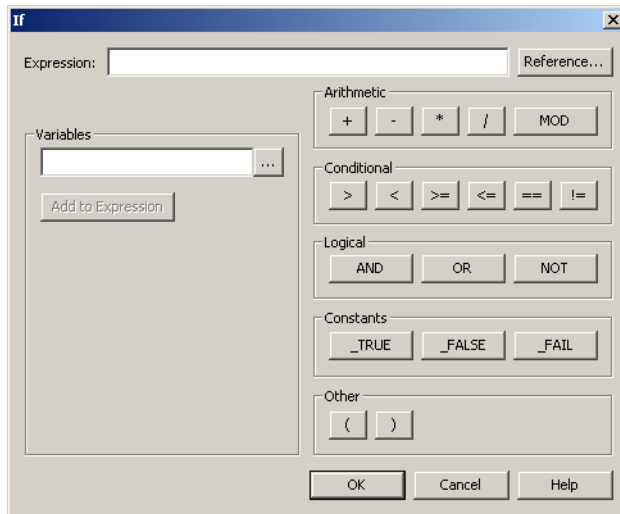 If
Expression:
Reference...
Arithmetic
+ - * / MOD
Variables
...
Add to Expression
Conditional
> < >= <= == !=
Logical
AND OR NOT
Constants
_TRUE _FALSE _FAIL
Other
( )
OK Cancel Help